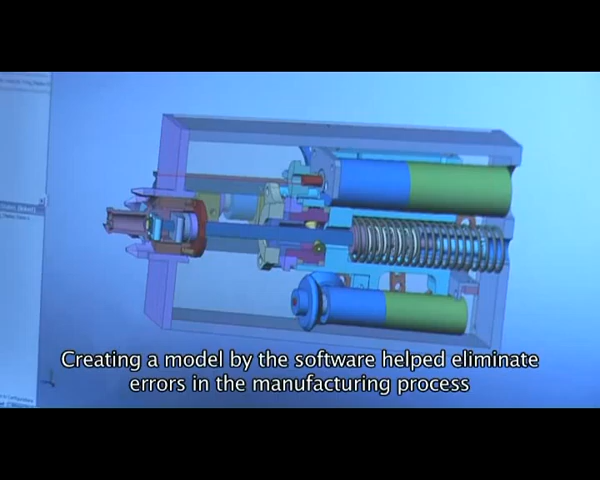 Creating a model by the software helped eliminate
errors in the manufacturing process